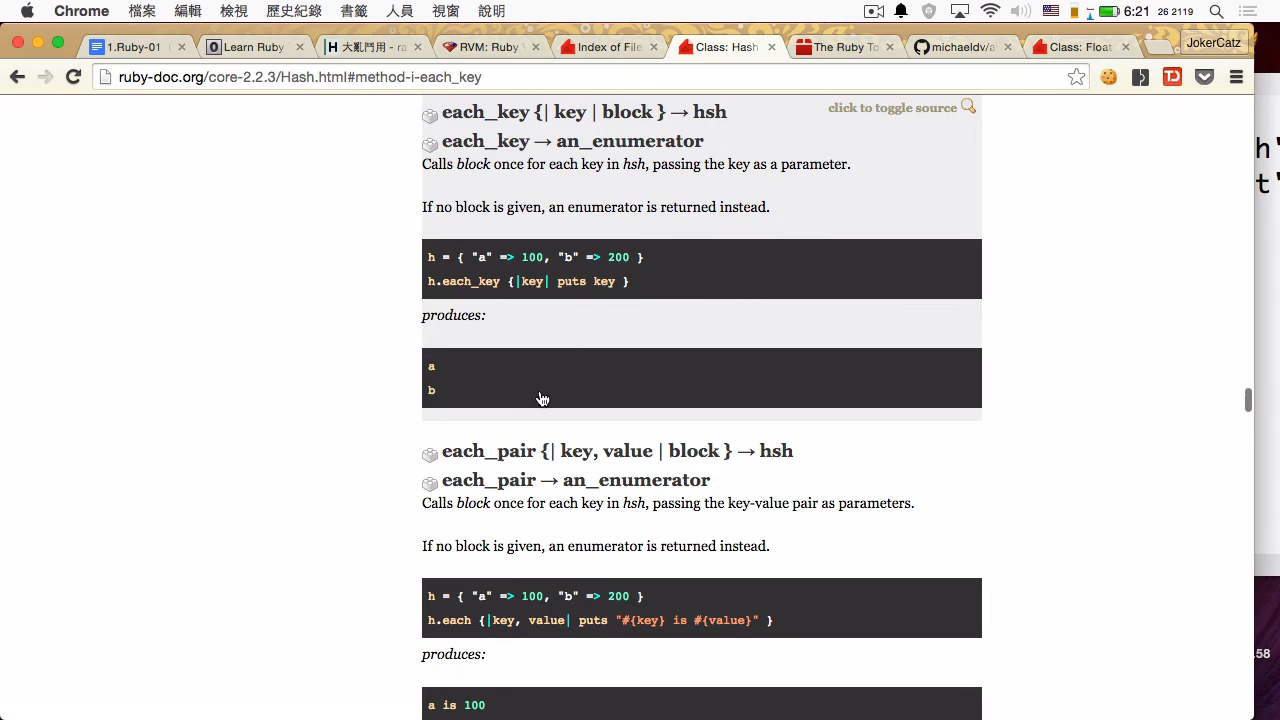 Chrome 檔案 編輯 檢視 歷史紀錄 書籤 人員 視窗 說明 6:21 26 2119
1.Ruby-01
Learn Ruby
大亂鬥用 - ra
RVM: Ruby
Index of File
Class: Hash
The Ruby To
michaeldv/a
Class: Float
JokerCatz
ruby-doc.org/core-2.2.3/Hash.html#method-i-each_key
each_key {| key | block } → hsh
click to toggle source
each_key → an_enumerator
Calls block once for each key in hsh, passing the key as a parameter.
If no block is given, an enumerator is returned instead.
h = { "a" => 100, "b" => 200 }
h.each_key {|key| puts key }
produces:
a
b
each_pair {| key, value | block } → hsh
each_pair → an_enumerator
Calls block once for each key in hsh, passing the key-value pair as parameters.
If no block is given, an enumerator is returned instead.
h = { "a" => 100, "b" => 200 }
h.each {|key, value| puts "#{key} is #{value}" }
produces:
a is 100
h'
t'
.58